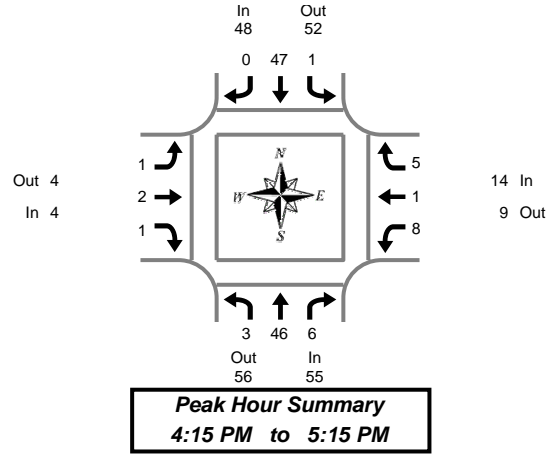 In Out
48 52
0 47 1
1 5
Out 4 2 1 14 In
In 4 1 8 9 Out
N
W E
S
3 46 6
Out In
56 55
Peak Hour Summary
4:15 PM to 5:15 PM